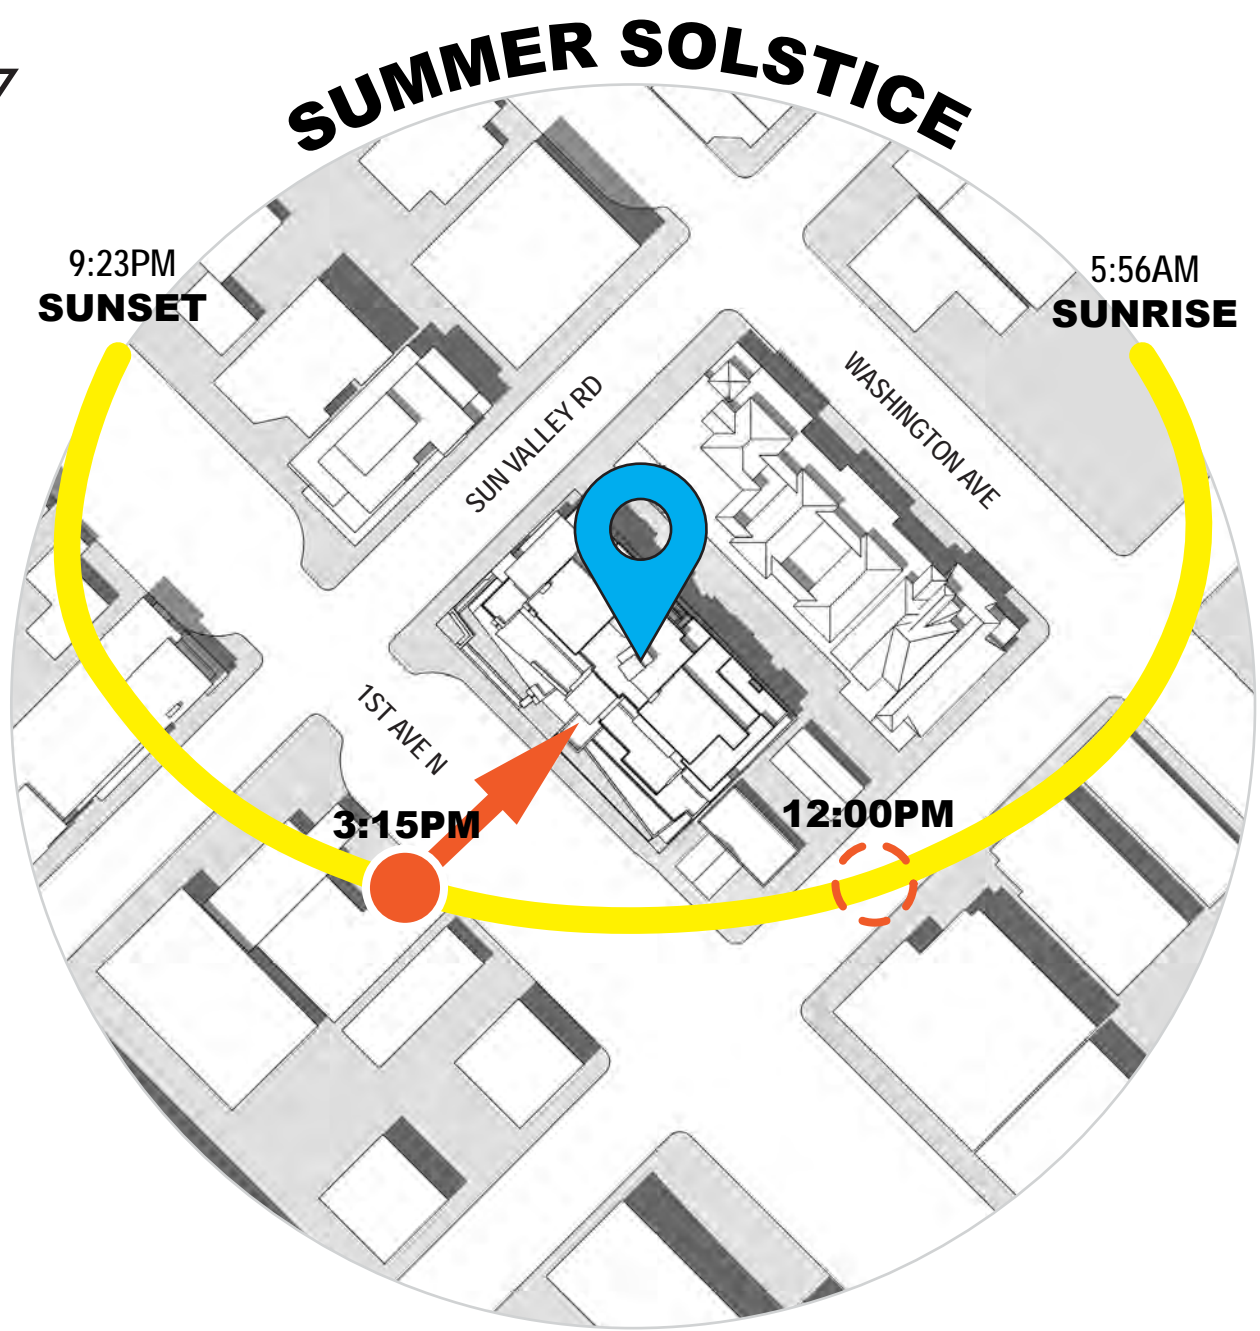 SUMMER SOLSTICE
9:23PM
SUNSET
5:56AM
SUNRISE
WASHINGTON AVE
SUN VALLEY RD
1ST AVE N
3:15PM
12:00PM